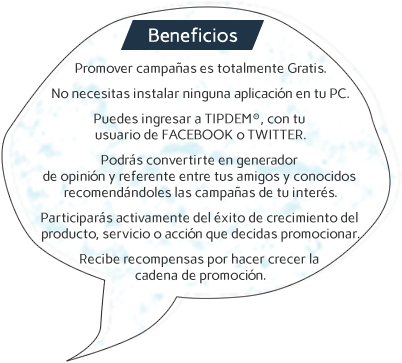 Beneficios
Promover campañas es totalmente Gratis.
No necesitas instalar ninguna aplicación en tu PC.
Puedes ingresar a TIPDEM®, con tu
usuario de FACEBOOK o TWITTER.
Podrás convertirte en generador
de opinión y referente entre tus amigos y conocidos
recomendándoles las campañas de tu interés.
Participarás activamente del éxito de crecimiento del
producto, servicio o acción que decidas promocionar.
Recibe recompensas por hacer crecer la
cadena de promoción.